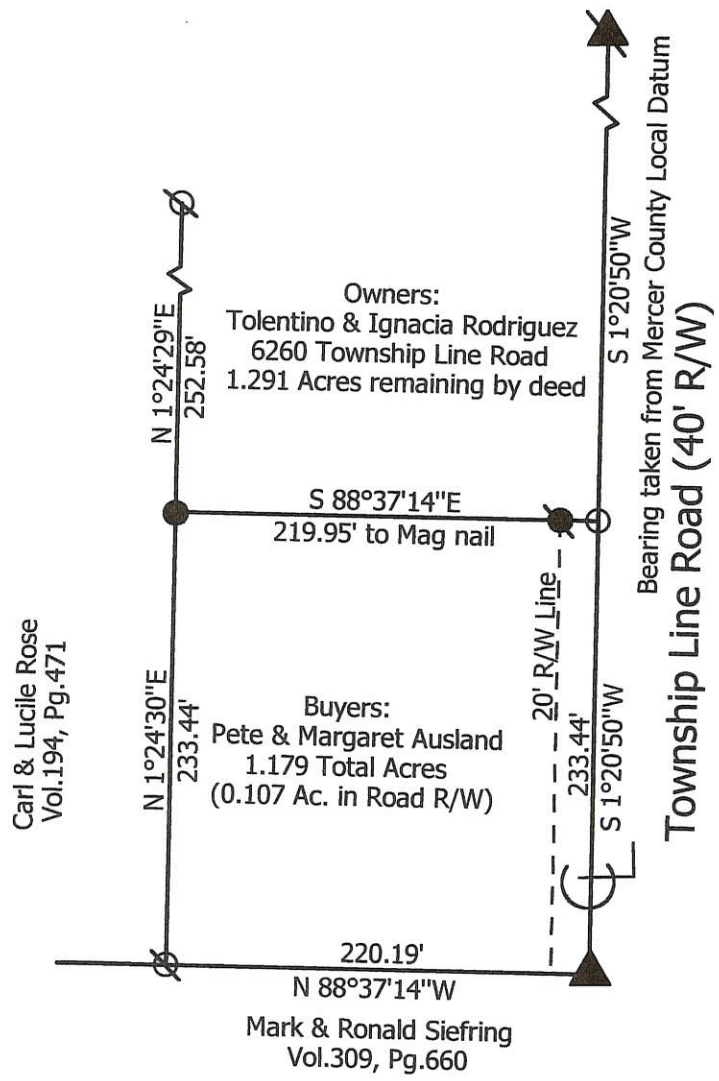 Carl & Lucile Rose
Vol.194, Pg.471
N 1°24'29"E
252.58'
Owners:
Tolentino & Ignacia Rodriguez
6260 Township Line Road
1.291 Acres remaining by deed
S 1°20'50"W
S 88°37'14"E
219.95' to Mag nail
N 1°24'30"E
233.44'
Buyers:
Pete & Margaret Ausland
1.179 Total Acres
(0.107 Ac. in Road R/W)
20' R/W Line
233.44'
S 1°20'50"W
220.19'
N 88°37'14"W
Mark & Ronald Siefring
Vol.309, Pg.660
Bearing taken from Mercer County Local Datum
Township Line Road (40' R/W)